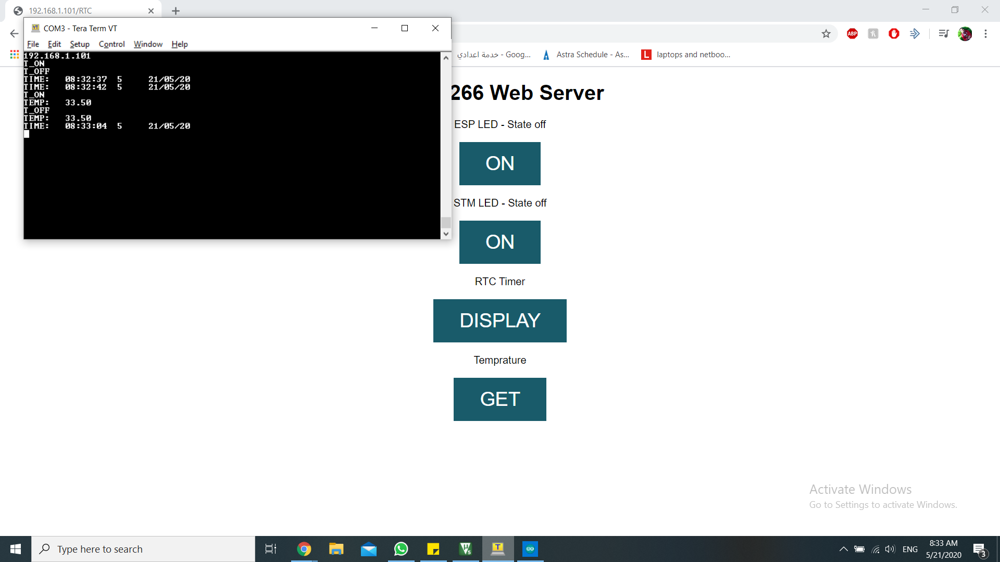 192.168.1.101/RTC
COM3 - Tera Term VT
File Edit Setup Control Window Help
192.168.1.101
T_ON
T_OFF
TIME: 08:32:37 5 21/05/20
TIME: 08:32:42 5 21/05/20
T_ON
TEMP: 33.50
T_OFF
TEMP: 33.50
TIME: 08:33:04 5 21/05/20
ABP
خدمة اعدادي - Goog...
Astra Schedule - As...
L laptops and netboo...
266 Web Server
ESP LED - State off
ON
STM LED - State off
ON
RTC Timer
DISPLAY
Temprature
GET
Activate Windows
Go to Settings to activate Windows.
Type here to search
ENG
8:33 AM
5/21/2020
3